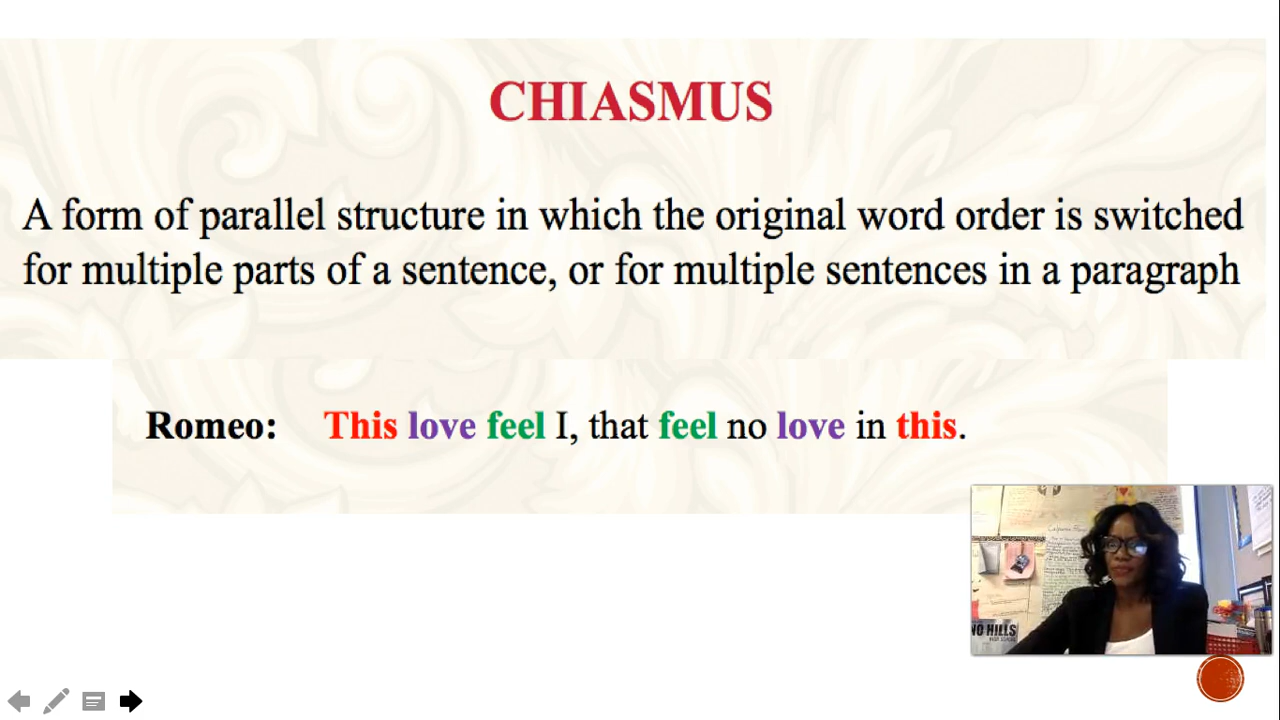 CHIASMUS
A form of parallel structure in which the original word order is switched
for multiple parts of a sentence, or for multiple sentences in a paragraph
Romeo: This love feel I, that feel no love in this.
HILLS